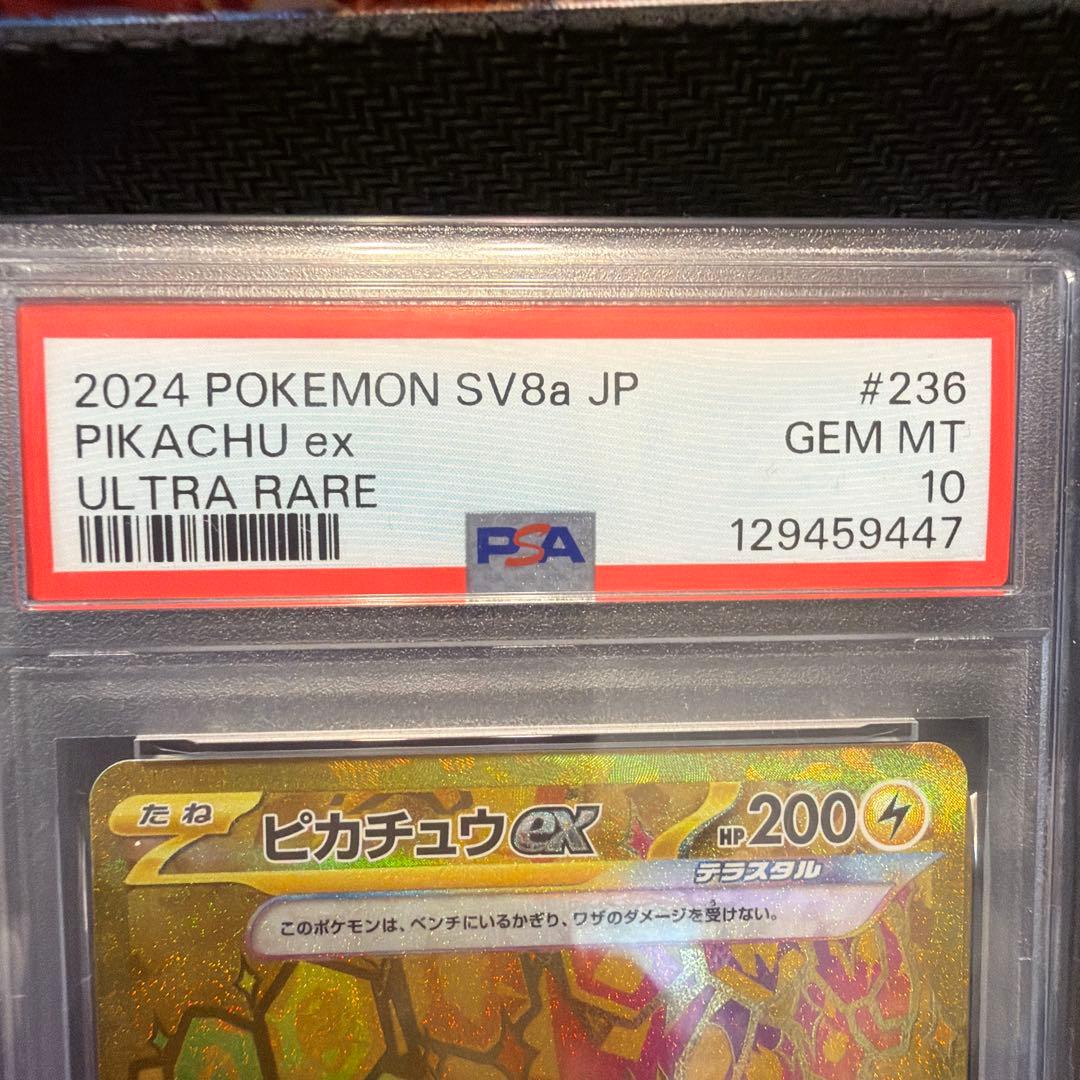 2024 POKEMON SV8a JP #236
PIKACHU ex GEM MT
ULTRA RARE 10
PSA 129459447
たね ピカチュウex HP 200
テラスタル
このポケモンは、ベンチにいるかぎり、ワザのダメージを受けない。